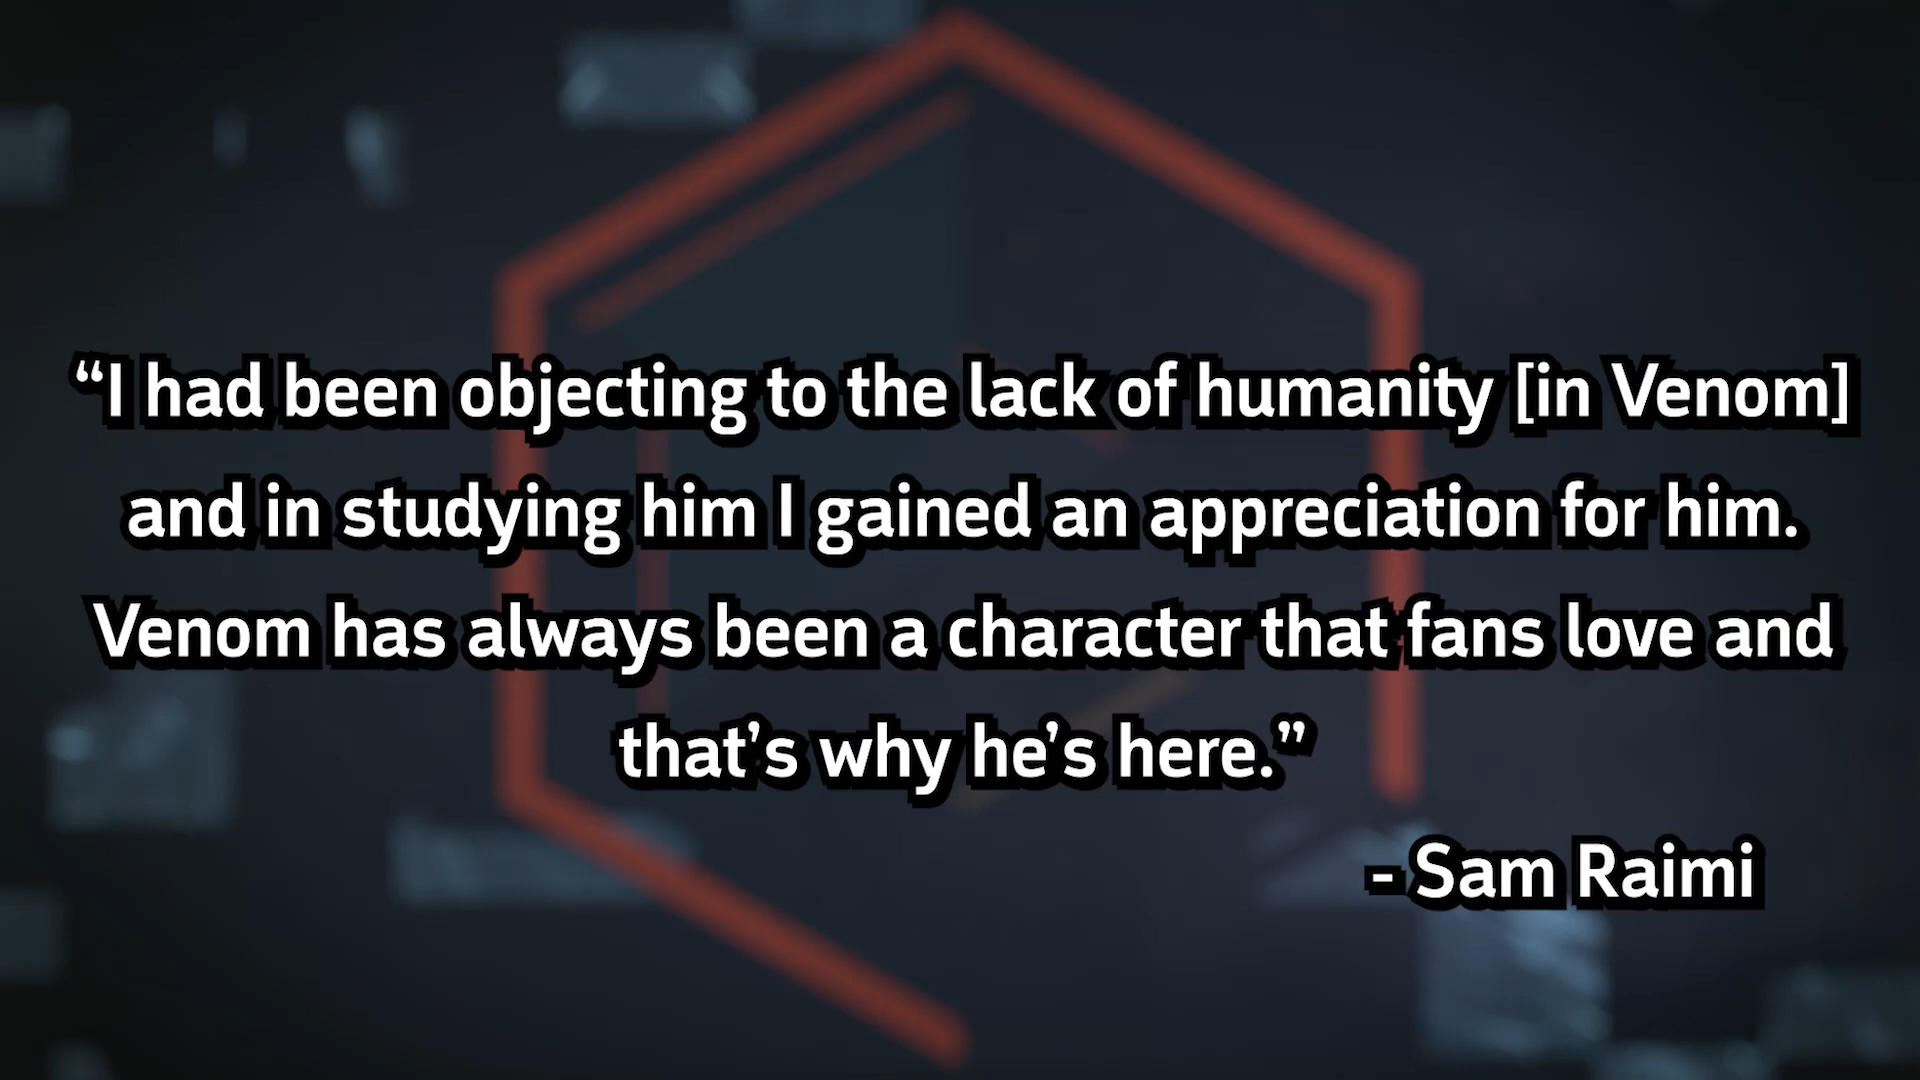 “I had been objecting to the lack of humanity [in Venom]
and in studying him I gained an appreciation for him.
Venom has always been a character that fans love and
that’s why he’s here.”
- Sam Raimi